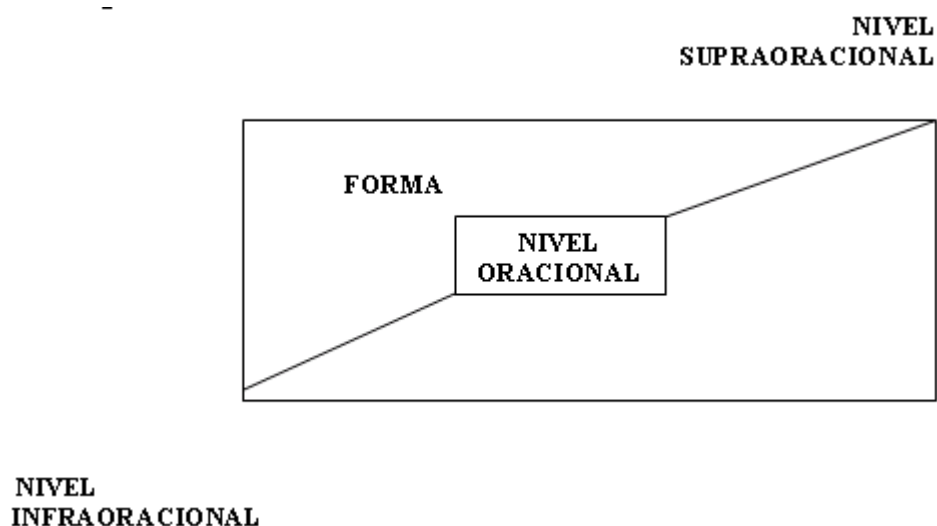 NIVEL
SUPRAORACIONAL
FORMA
NIVEL
ORACIONAL
NIVEL
INFRAORACIONAL